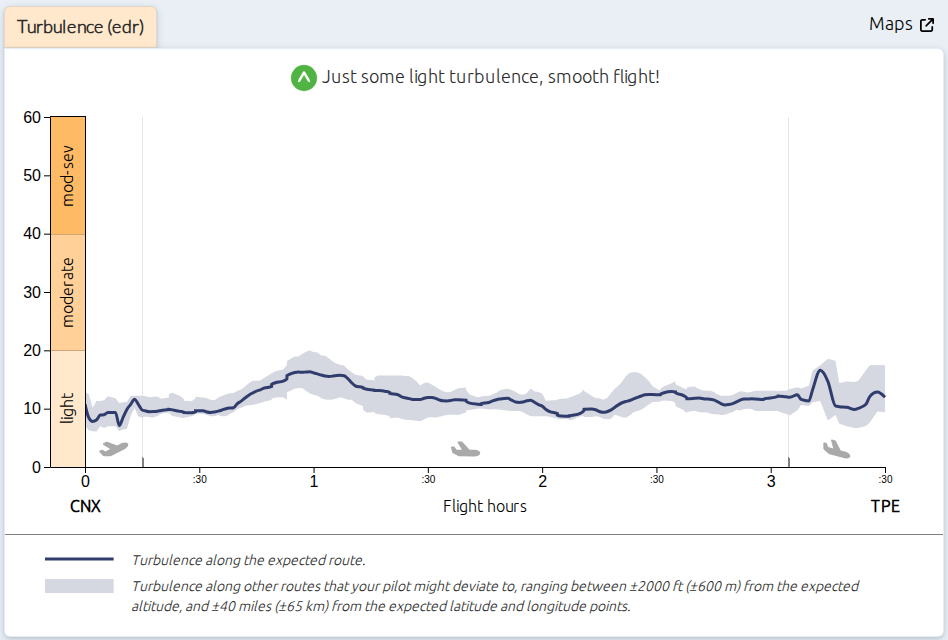 Turbulence (edr)
Maps
Just some light turbulence, smooth flight!
60
50
40
30
20
10
0
mod-sev
moderate
light
0
:30
1
:30
2
:30
3
:30
CNX
Flight hours
TPE
Turbulence along the expected route.
Turbulence along other routes that your pilot might deviate to, ranging between ±2000 ft (±600 m) from the expected
altitude, and ±40 miles (±65 km) from the expected latitude and longitude points.